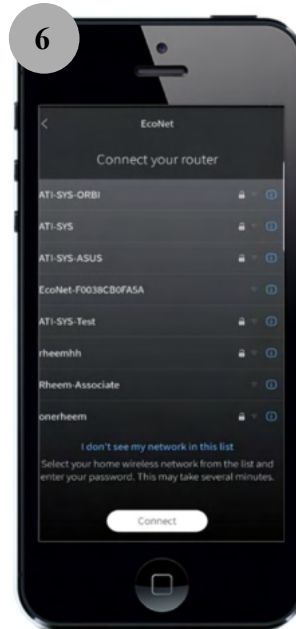 6
EcoNet
Connect your router
ATI-SYS-ORBI
ATI-SYS
ATI-SYS-ASUS
EcoNet-F0038CB0FA5A
ATI-SYS-Test
rheemhh
Rheem-Associate
onerheem
I don't see my network in this list
Select your home wireless network from the list and
enter your password. This may take several minutes.
Connect